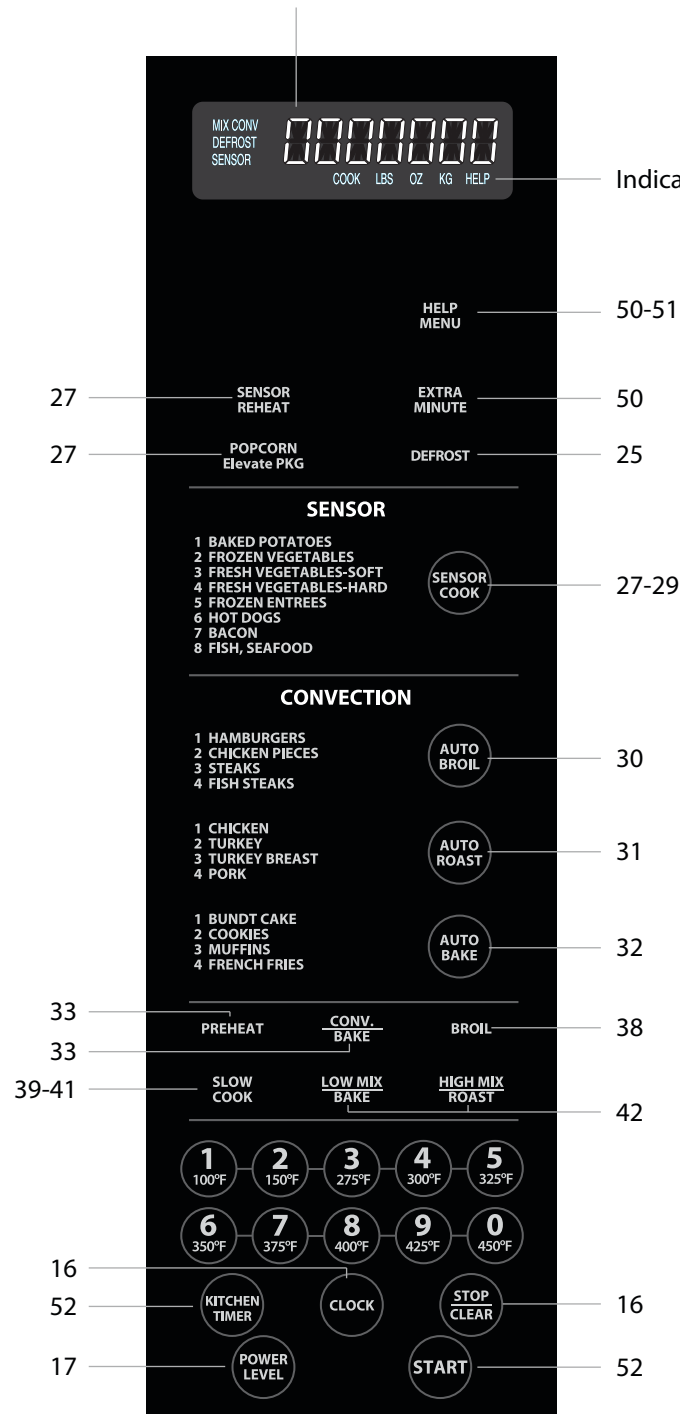 MIX CONV
DEFROST
SENSOR
0000000
COOK LBS OZ KG HELP
HELP
MENU
50-51
27
SENSOR
REHEAT
EXTRA
MINUTE
50
27
POPCORN
Elevate PKG
DEFROST
25
SENSOR
1 BAKED POTATOES
2 FROZEN VEGETABLES
3 FRESH VEGETABLES-SOFT
4 FRESH VEGETABLES-HARD
5 FROZEN ENTREES
6 HOT DOGS
7 BACON
8 FISH, SEAFOOD
SENSOR
COOK
27-29
CONVECTION
1 HAMBURGERS
2 CHICKEN PIECES
3 STEAKS
4 FISH STEAKS
AUTO
BROIL
30
1 CHICKEN
2 TURKEY
3 TURKEY BREAST
4 PORK
AUTO
ROAST
31
1 BUNDT CAKE
2 COOKIES
3 MUFFINS
4 FRENCH FRIES
AUTO
BAKE
32
33
PREHEAT
33
CONV.
BAKE
BROIL
38
39-41
SLOW
COOK
LOW MIX
BAKE
HIGH MIX
ROAST
42
1 2 3 4 5
100°F 150°F 275°F 300°F 325°F
6 7 8 9 0
350°F 375°F 400°F 425°F 450°F
16
52
KITCHEN
TIMER
CLOCK
STOP
CLEAR
16
17
POWER
LEVEL
START
52